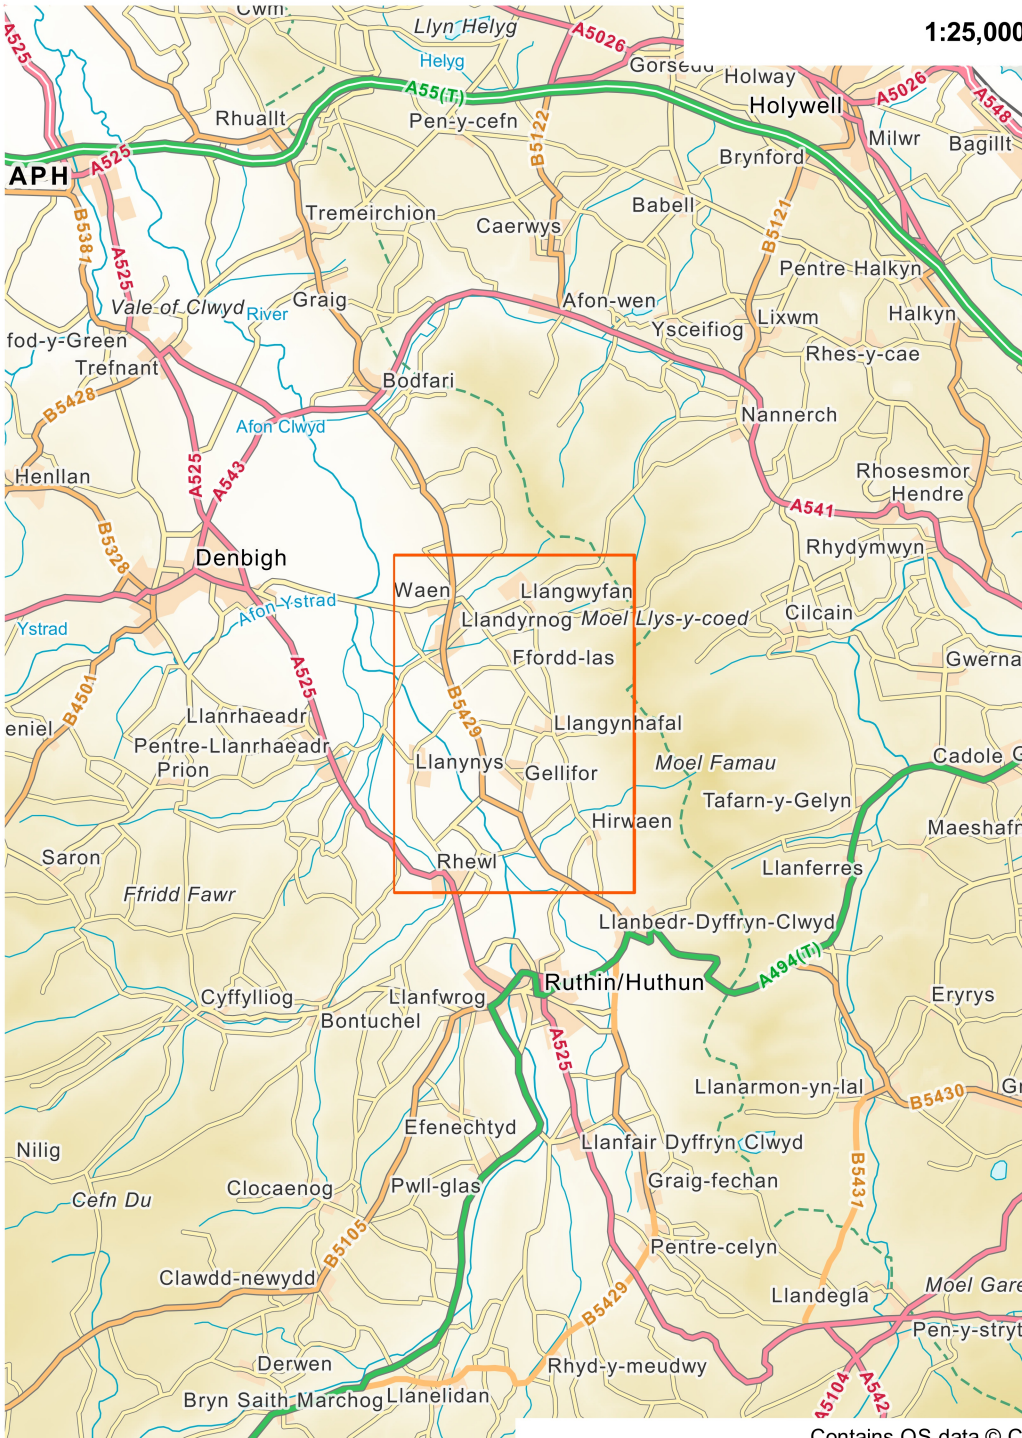 Cwm
Llyn Helyg
A5026
1:25,000
A525
Helyg
Gorsedd
Holway
A5026
A55(T)
Holywell
A548
Rhuallt
Pen-y-cefn
B5122
Milwr
Bagillt
A525
Brynford
APH
Tremeirchion
Babell
B5381
Caerwys
B5121
A525
Pentre Halkyn
Vale of Clwyd
River
Graig
Afon-wen
Ysceifiog
Lixwm
Halkyn
fod-y-Green
Trefnant
Rhes-y-cae
Bodfari
B5428
Nannerch
Afon Clwyd
A525
A543
Henllan
Rhosesmor
Hendre
A541
B5328
Denbigh
Rhydymwyn
Waen
Llangwyfan
Afon Ystrad
Cilcain
Ystrad
Llandyrnog
Moel Llys-y-coed
Ffordd-las
Gwerna
A525
B4501
B5429
Llanrhaeadr
Llangynhafal
eniel
Pentre-Llanrhaeadr
Prion
Llanynys
Gellifor
Moel Famau
Cadole
G
Tafarn-y-Gelyn
Hirwaen
Maeshafn
Saron
Rhewl
Llanferres
Ffridd Fawr
Llanbedr-Dyffryn-Clwyd
A494(T)
Ruthin/Huthun
Cyffylliog
Llanfwrog
Eryrys
Bontuchel
A525
Llanarmon-yn-Ial
B5430
Gr
Efenechtyd
Llanfair Dyffryn Clwyd
Nilig
B5431
Clocaenog
Pwll-glas
Graig-fechan
Cefn Du
B5105
Pentre-celyn
Clawdd-newydd
Moel Gare
Llandegla
B5429
Pen-y-stryt
Derwen
Rhyd-y-meudwy
Bryn Saith Marchog
Llanelidan
A5104
A542
Contains OS data © C